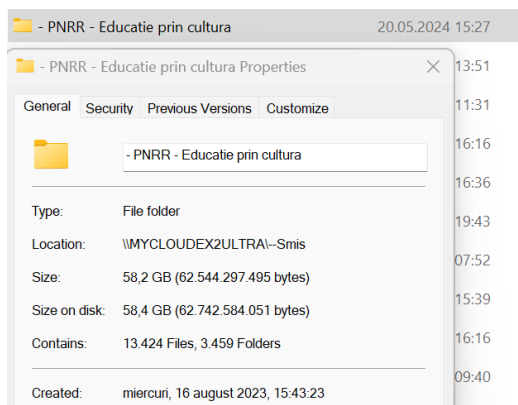 - PNRR - Educatie prin cultura 20.05.2024 15:27
- PNRR - Educatie prin cultura Properties
13:51
General Security Previous Versions Customize
11:31
- PNRR - Educatie prin cultura
16:16
16:36
Type: File folder
19:43
Location: \\MYCLOUDEX2ULTRA\--Smis
07:52
Size: 58,2 GB (62.544.297.495 bytes)
15:39
Size on disk: 58,4 GB (62.742.584.051 bytes)
Contains: 13.424 Files, 3.459 Folders
16:16
09:40
Created: miercuri, 16 august 2023, 15:43:23